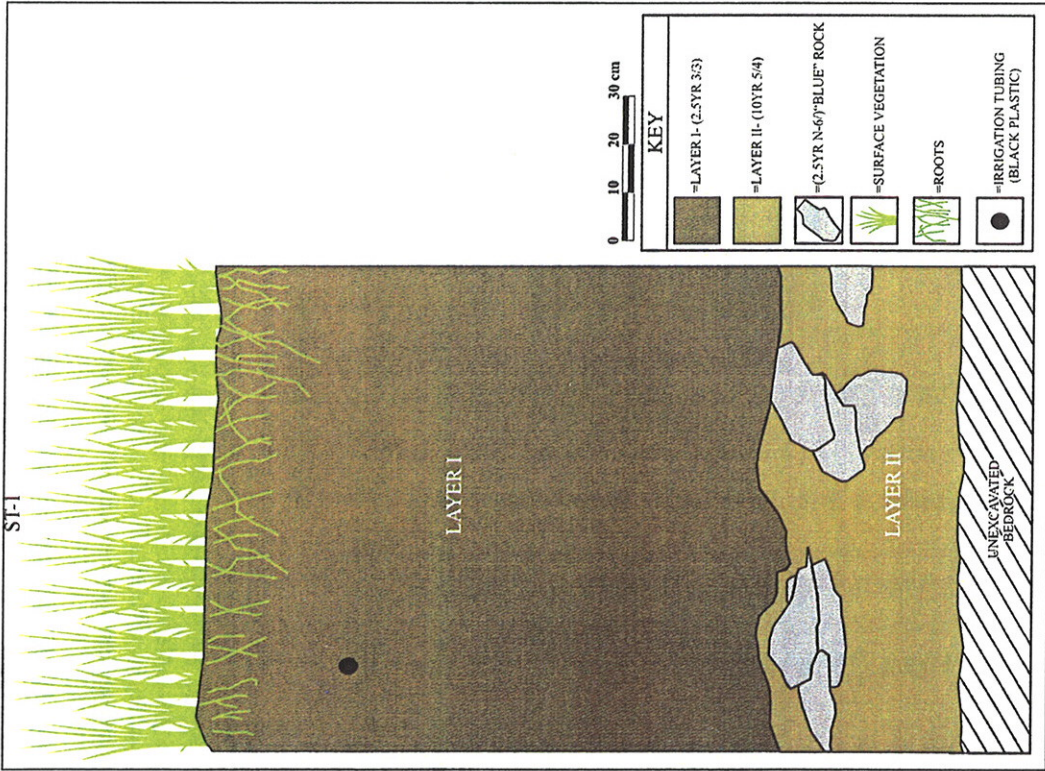 ST-1
LAYER I
LAYER II
UNEXCAVATED
BEDROCK
0 10 20 30 cm
KEY
=LAYER I- (2.5YR 3/3)
=LAYER II- (10YR 5/4)
=(2.5YR N-6/)"BLUE" ROCK
=SURFACE VEGETATION
=ROOTS
=IRRIGATION TUBING
(BLACK PLASTIC)